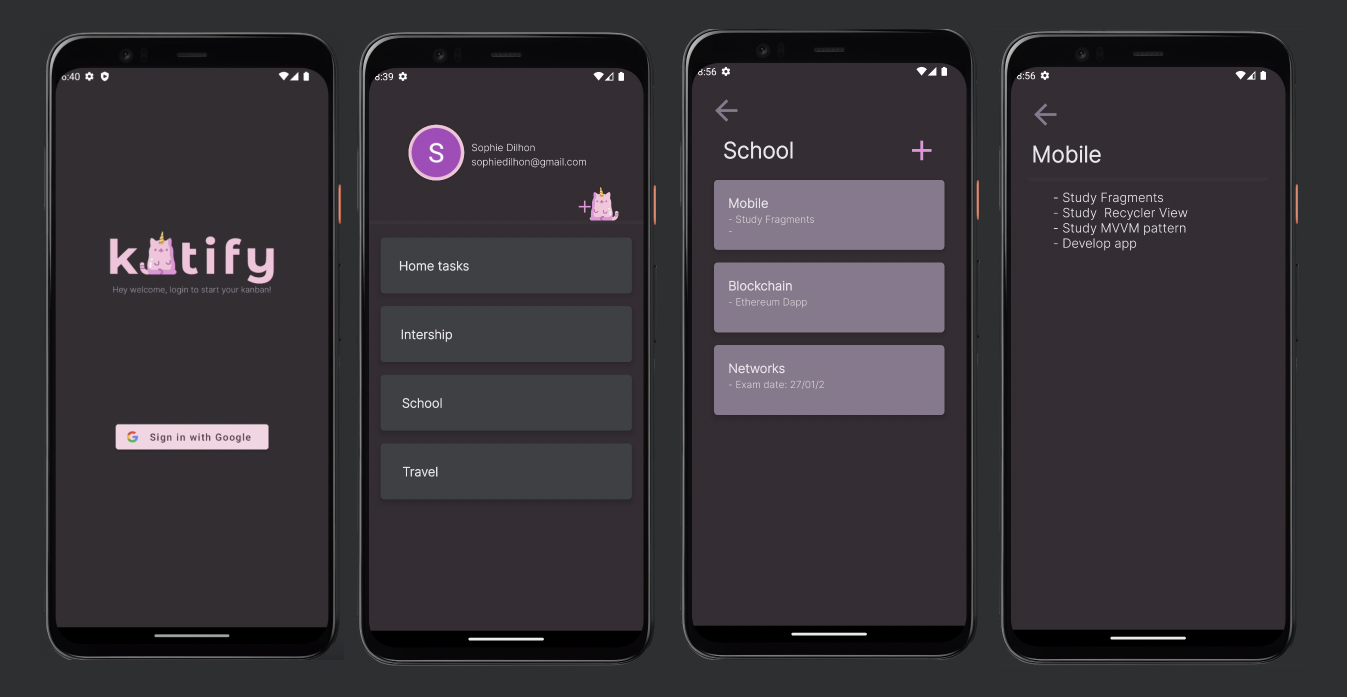 6:40
katify
Hey welcome, login to start your kanban!
Sign in with Google
8:39
S
Sophie Dilhon
sophiedilhon@gmail.com
+
Home tasks
Intership
School
Travel
8:56
School
+
Mobile
- Study Fragments
-
Blockchain
- Ethereum Dapp
Networks
- Exam date: 27/01/2
8:56
Mobile
- Study Fragments
- Study  Recycler View
- Study MVVM pattern
- Develop app